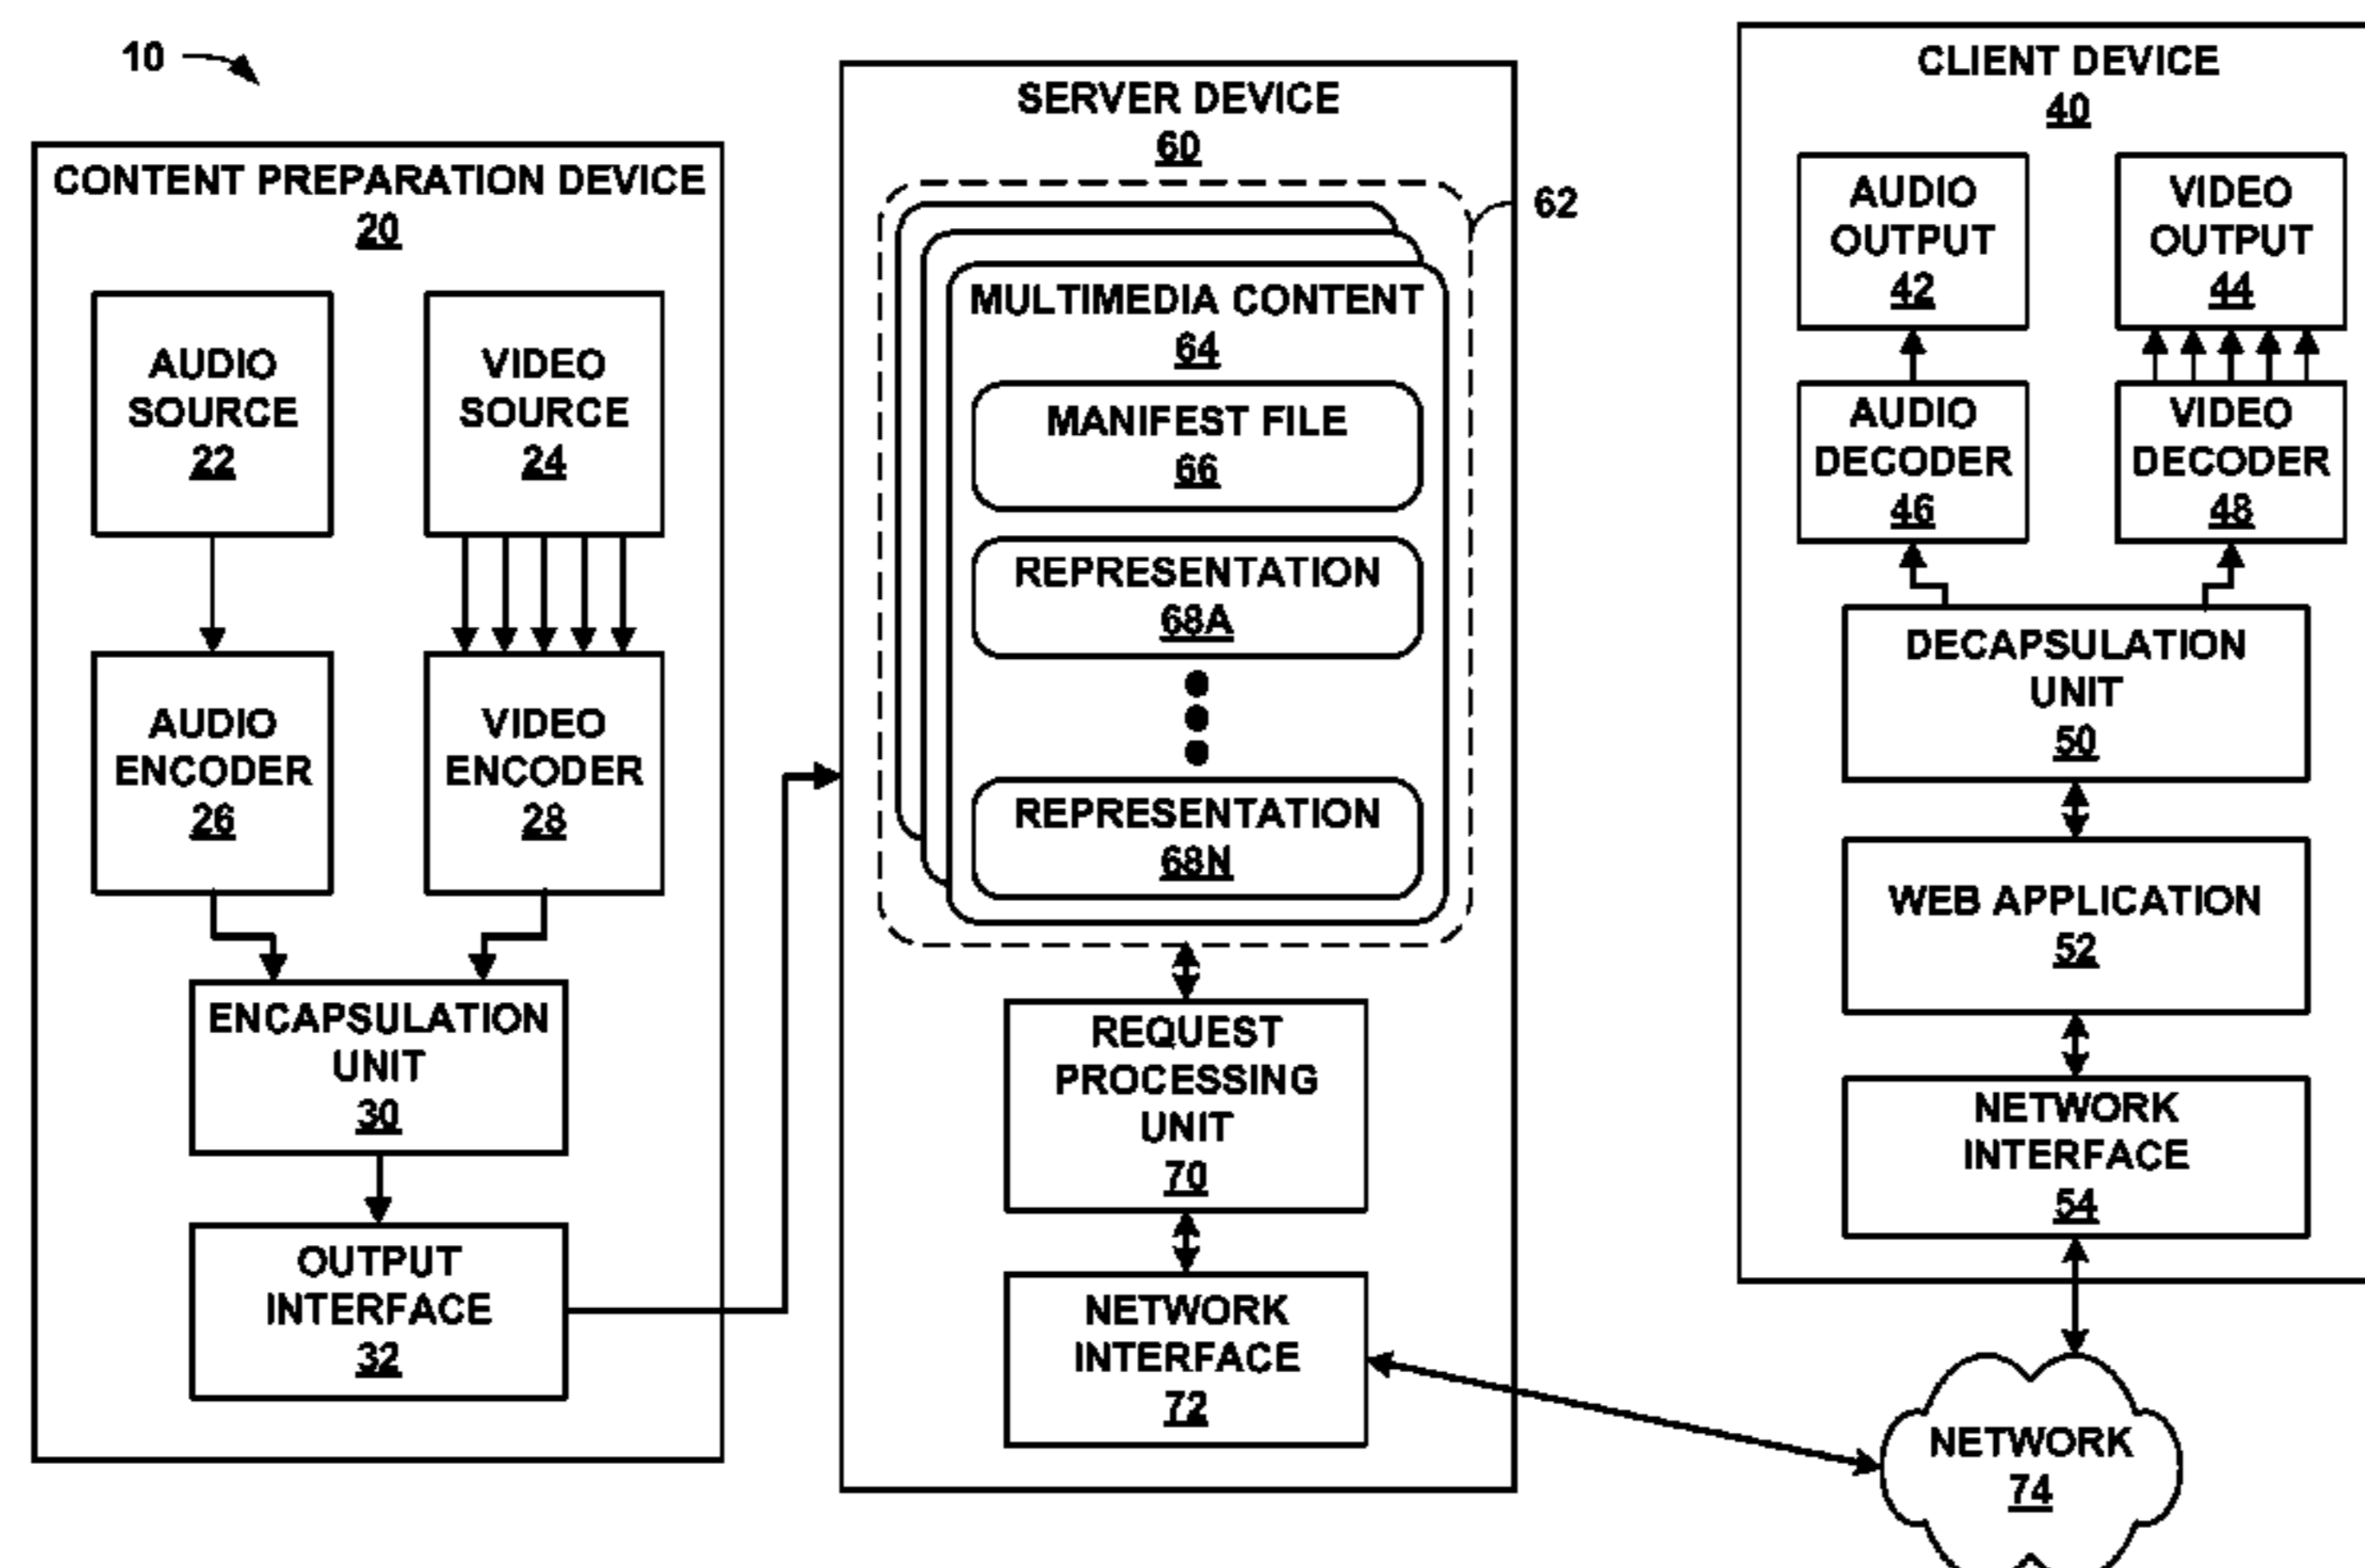 10
CONTENT PREPARATION DEVICE
20
AUDIO
SOURCE
22
VIDEO
SOURCE
24
AUDIO
ENCODER
26
VIDEO
ENCODER
28
ENCAPSULATION
UNIT
30
OUTPUT
INTERFACE
32
SERVER DEVICE
60
62
MULTIMEDIA CONTENT
64
MANIFEST FILE
66
REPRESENTATION
68A
REPRESENTATION
68N
REQUEST
PROCESSING
UNIT
70
NETWORK
INTERFACE
72
CLIENT DEVICE
40
AUDIO
OUTPUT
42
VIDEO
OUTPUT
44
AUDIO
DECODER
46
VIDEO
DECODER
48
DECAPSULATION
UNIT
50
WEB APPLICATION
52
NETWORK
INTERFACE
54
NETWORK
74